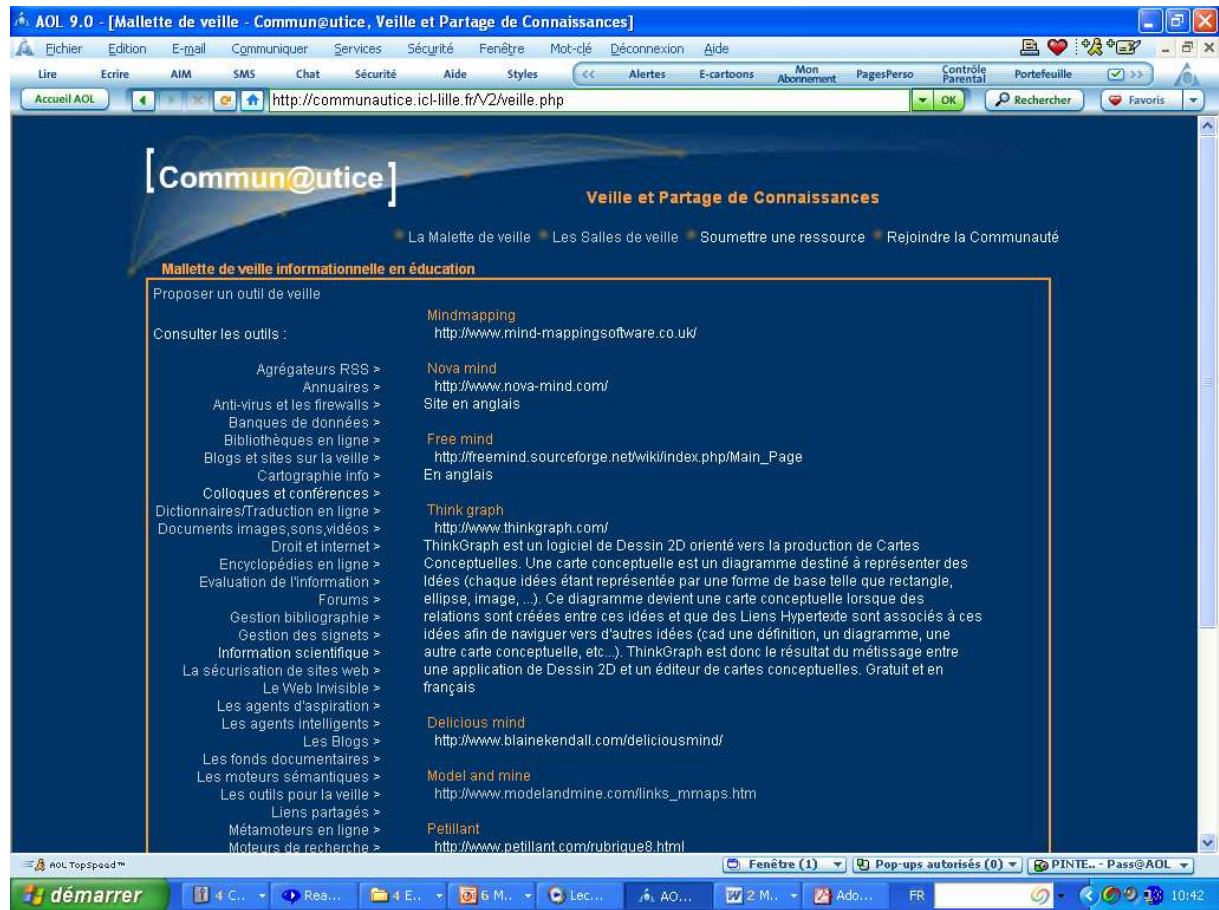 AOL 9.0 - [Mallette de veille - Commun@utice, Veille et Partage de Connaissances]
Fichier Edition E-mail Communiquer Services Sécurité Fenêtre Mot-clé Déconnexion Aide
Lire Ecrire AIM SMS Chat Sécurité Aide Styles << Alertes E-cartoons Mon Abonnement PagesPerso Contrôle Parental Portefeuille >>
Accueil AOL http://communautice.icl-lille.fr/V2/veille.php OK Rechercher Favoris
[Commun@utice]
Veille et Partage de Connaissances
La Malette de veille Les Salles de veille Soumettre une ressource Rejoindre la Communauté
Mallette de veille informationnelle en éducation
Proposer un outil de veille
Consulter les outils :
Agrégateurs RSS >
Annuaires >
Anti-virus et les firewalls >
Banques de données >
Bibliothèques en ligne >
Blogs et sites sur la veille >
Cartographie info >
Colloques et conférences >
Dictionnaires/Traduction en ligne >
Documents images,sons,vidéos >
Droit et internet >
Encyclopédies en ligne >
Evaluation de l'information >
Forums >
Gestion bibliographie >
Gestion des signets >
Information scientifique >
La sécurisation de sites web >
Le Web Invisible >
Les agents d'aspiration >
Les agents intelligents >
Les Blogs >
Les fonds documentaires >
Les moteurs sémantiques >
Les outils pour la veille >
Liens partagés >
Métamoteurs en ligne >
Moteurs de recherche >
Mindmapping
http://www.mind-mappingsoftware.co.uk/
Nova mind
http://www.nova-mind.com/
Site en anglais
Free mind
http://freemind.sourceforge.net/wiki/index.php/Main_Page
En anglais
Think graph
http://www.thinkgraph.com/
ThinkGraph est un logiciel de Dessin 2D orienté vers la production de Cartes
Conceptuelles. Une carte conceptuelle est un diagramme destiné à représenter des
Idées (chaque idées étant représentée par une forme de base telle que rectangle,
ellipse, image, ...). Ce diagramme devient une carte conceptuelle lorsque des
relations sont créées entre ces idées et que des Liens Hypertexte sont associés à ces
idées afin de naviguer vers d'autres idées (cad une définition, un diagramme, une
autre carte conceptuelle, etc...). ThinkGraph est donc le résultat du métissage entre
une application de Dessin 2D et un éditeur de cartes conceptuelles. Gratuit et en
français
Delicious mind
http://www.blainekendall.com/deliciousmind/
Model and mine
http://www.modelandmine.com/links_mmaps.htm
Petillant
http://www.petillant.com/rubrique8.html
AOL TopSpeed™ Fenêtre (1) Pop-ups autorisés (0) PINTE.. - Pass@AOL
démarrer 4 C... Rea... 4 E... 6 M... Lec... AO... 2 M... Ado... FR 10:42